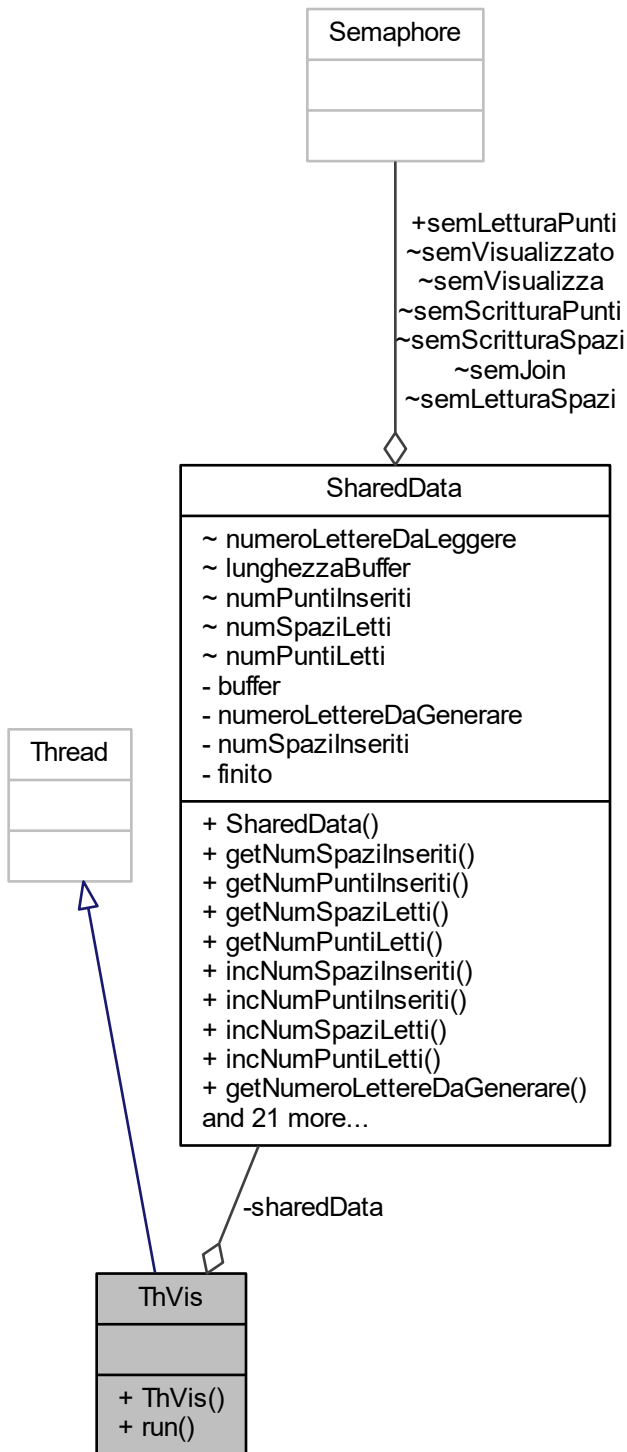 Semaphore
+semLetturaPunti
~semVisualizzato
~semVisualizza
~semScritturaPunti
~semScritturaSpazi
~semJoin
~semLetturaSpazi
SharedData
~ numeroLettereDaLeggere
~ lunghezzaBuffer
~ numPuntiInseriti
~ numSpaziLetti
~ numPuntiLetti
- buffer
- numeroLettereDaGenerare
- numSpaziInseriti
- finito
+ SharedData()
+ getNumSpaziInseriti()
+ getNumPuntiInseriti()
+ getNumSpaziLetti()
+ getNumPuntiLetti()
+ incNumSpaziInseriti()
+ incNumPuntiInseriti()
+ incNumSpaziLetti()
+ incNumPuntiLetti()
+ getNumeroLettereDaGenerare()
and 21 more...
Thread
-sharedData
ThVis
+ ThVis()
+ run()